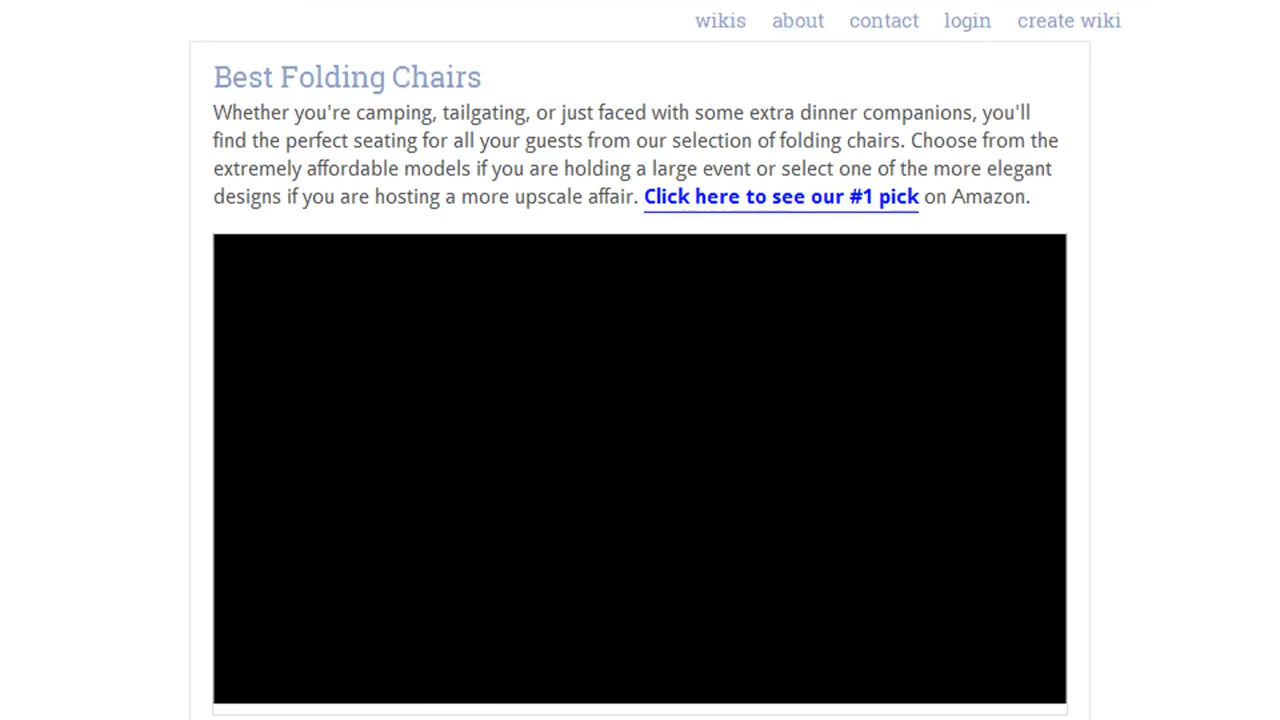 wikis about contact login create wiki
Best Folding Chairs
Whether you're camping, tailgating, or just faced with some extra dinner companions, you'll
find the perfect seating for all your guests from our selection of folding chairs. Choose from the
extremely affordable models if you are holding a large event or select one of the more elegant
designs if you are hosting a more upscale affair. Click here to see our #1 pick on Amazon.